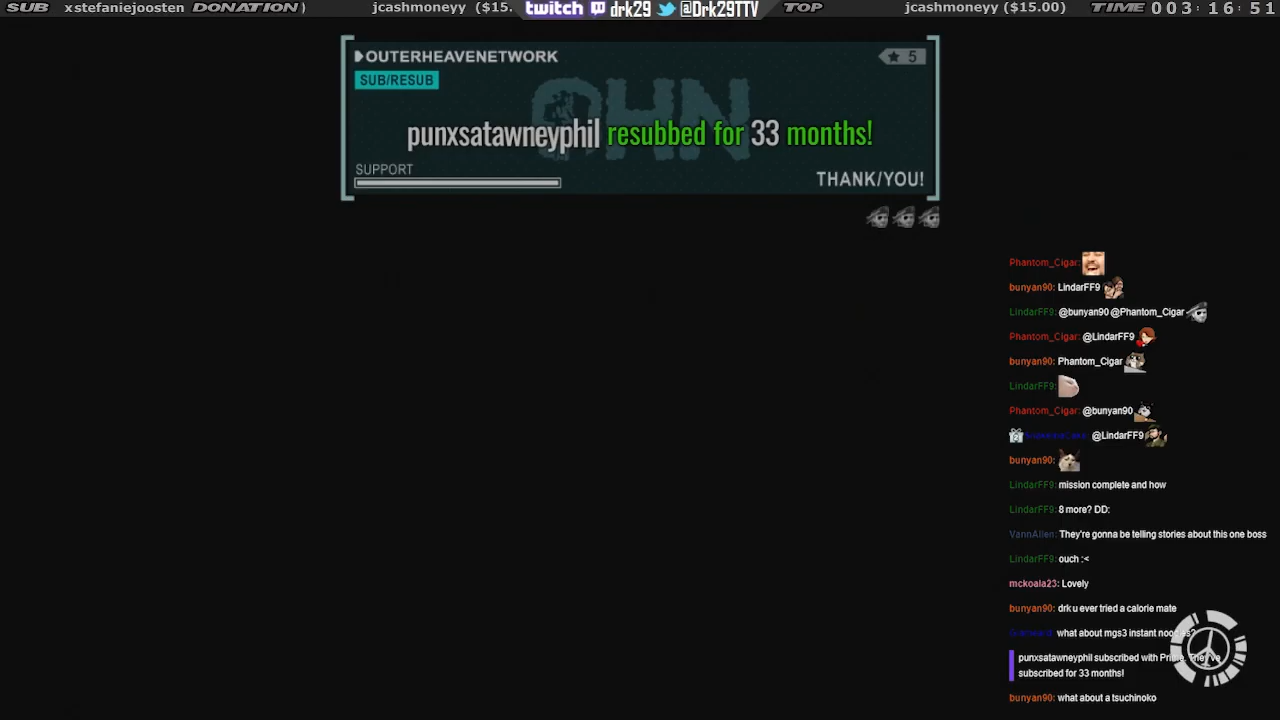 SUB xstefaniejoosten DONATION) jcashmoneyy ($15. twitch drk29 @Drk29TTV TOP jcashmoneyy ($15.00) TIME 003:16:51
OUTERHEAVENETWORK 5
SUB/RESUB
OHN
punxsatawneyphil resubbed for 33 months!
SUPPORT
THANK/YOU!
Phantom_Cigar:
bunyan90: LindarFF9
LindarFF9: @bunyan90 @Phantom_Cigar
Phantom_Cigar: @LindarFF9
bunyan90: Phantom_Cigar
LindarFF9:
Phantom_Cigar: @bunyan90
@LindarFF9
bunyan90:
LindarFF9: mission complete and how
LindarFF9: 8 more? DD:
VannAllen: They're gonna be telling stories about this one boss
LindarFF9: ouch :<
mckoala23: Lovely
bunyan90: drk u ever tried a calorie mate
what about mgs3 instant noodles?
punxsatawneyphil subscribed with Prime. They've
subscribed for 33 months!
bunyan90: what about a tsuchinoko